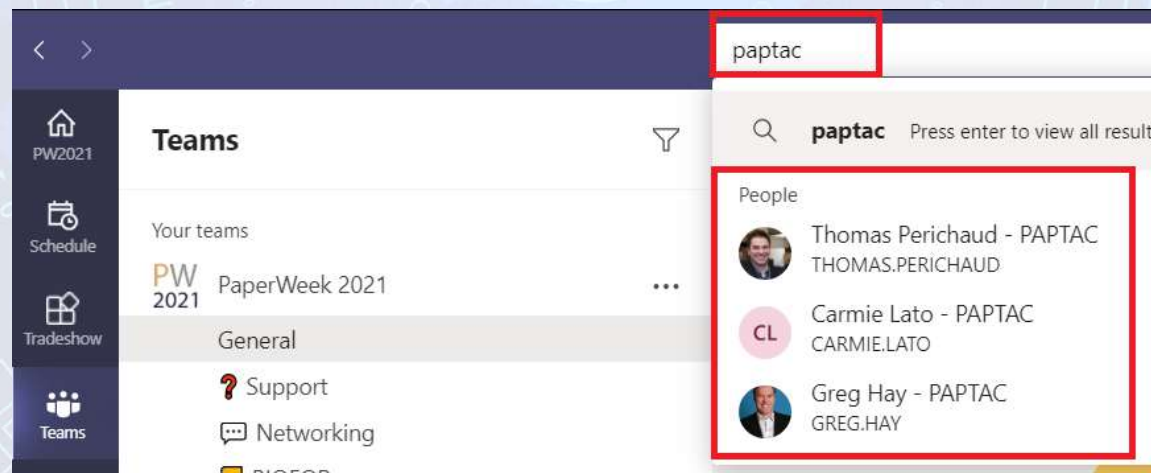 paptac
PW2021
Teams
paptac Press enter to view all result
Schedule
Your teams
People
Thomas Perichaud - PAPTAC
THOMAS.PERICHAUD
PW
2021
PaperWeek 2021
Tradeshow
General
CL
Carmie Lato - PAPTAC
CARMIE.LATO
Support
Greg Hay - PAPTAC
GREG.HAY
Teams
Networking